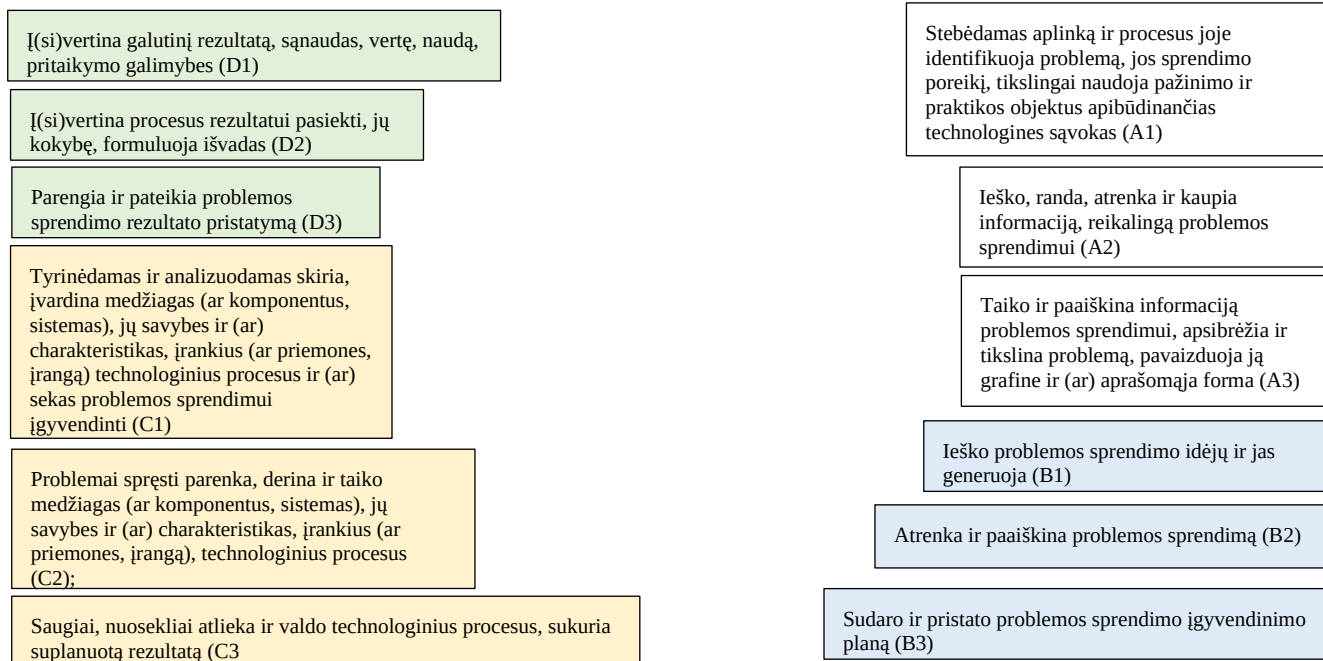 Į(si)vertina galutinį rezultatą, sąnaudas, vertę, naudą,
pritaikymo galimybes (D1)
Į(si)vertina procesus rezultatui pasiekti, jų
kokybę, formuluoja išvadas (D2)
Parengia ir pateikia problemos
sprendimo rezultato pristatymą (D3)
Tyrinėdamas ir analizuodamas skiria,
įvardina medžiagas (ar komponentus,
sistemas), jų savybes ir (ar)
charakteristikas, įrankius (ar priemones,
įrangą) technologinius procesus ir (ar)
sekas problemos sprendimui
įgyvendinti (C1)
Problemai spręsti parenka, derina ir taiko
medžiagas (ar komponentus, sistemas), jų
savybes ir (ar) charakteristikas, įrankius (ar
priemones, įrangą), technologinius procesus
(C2);
Saugiai, nuosekliai atlieka ir valdo technologinius procesus, sukuria
suplanuotą rezultatą (C3
Stebėdamas aplinką ir procesus joje
identifikuoja problemą, jos sprendimo
poreikį, tikslingai naudoja pažinimo ir
praktikos objektus apibūdinančias
technologines sąvokas (A1)
Ieško, randa, atrenka ir kaupia
informaciją, reikalingą problemos
sprendimui (A2)
Taiko ir paaiškina informaciją
problemos sprendimui, apsibrėžia ir
tikslina problemą, pavaizduoja ją
grafine ir (ar) aprašomąja forma (A3)
Ieško problemos sprendimo idėjų ir jas
generuoja (B1)
Atrenka ir paaiškina problemos sprendimą (B2)
Sudaro ir pristato problemos sprendimo įgyvendinimo
planą (B3)